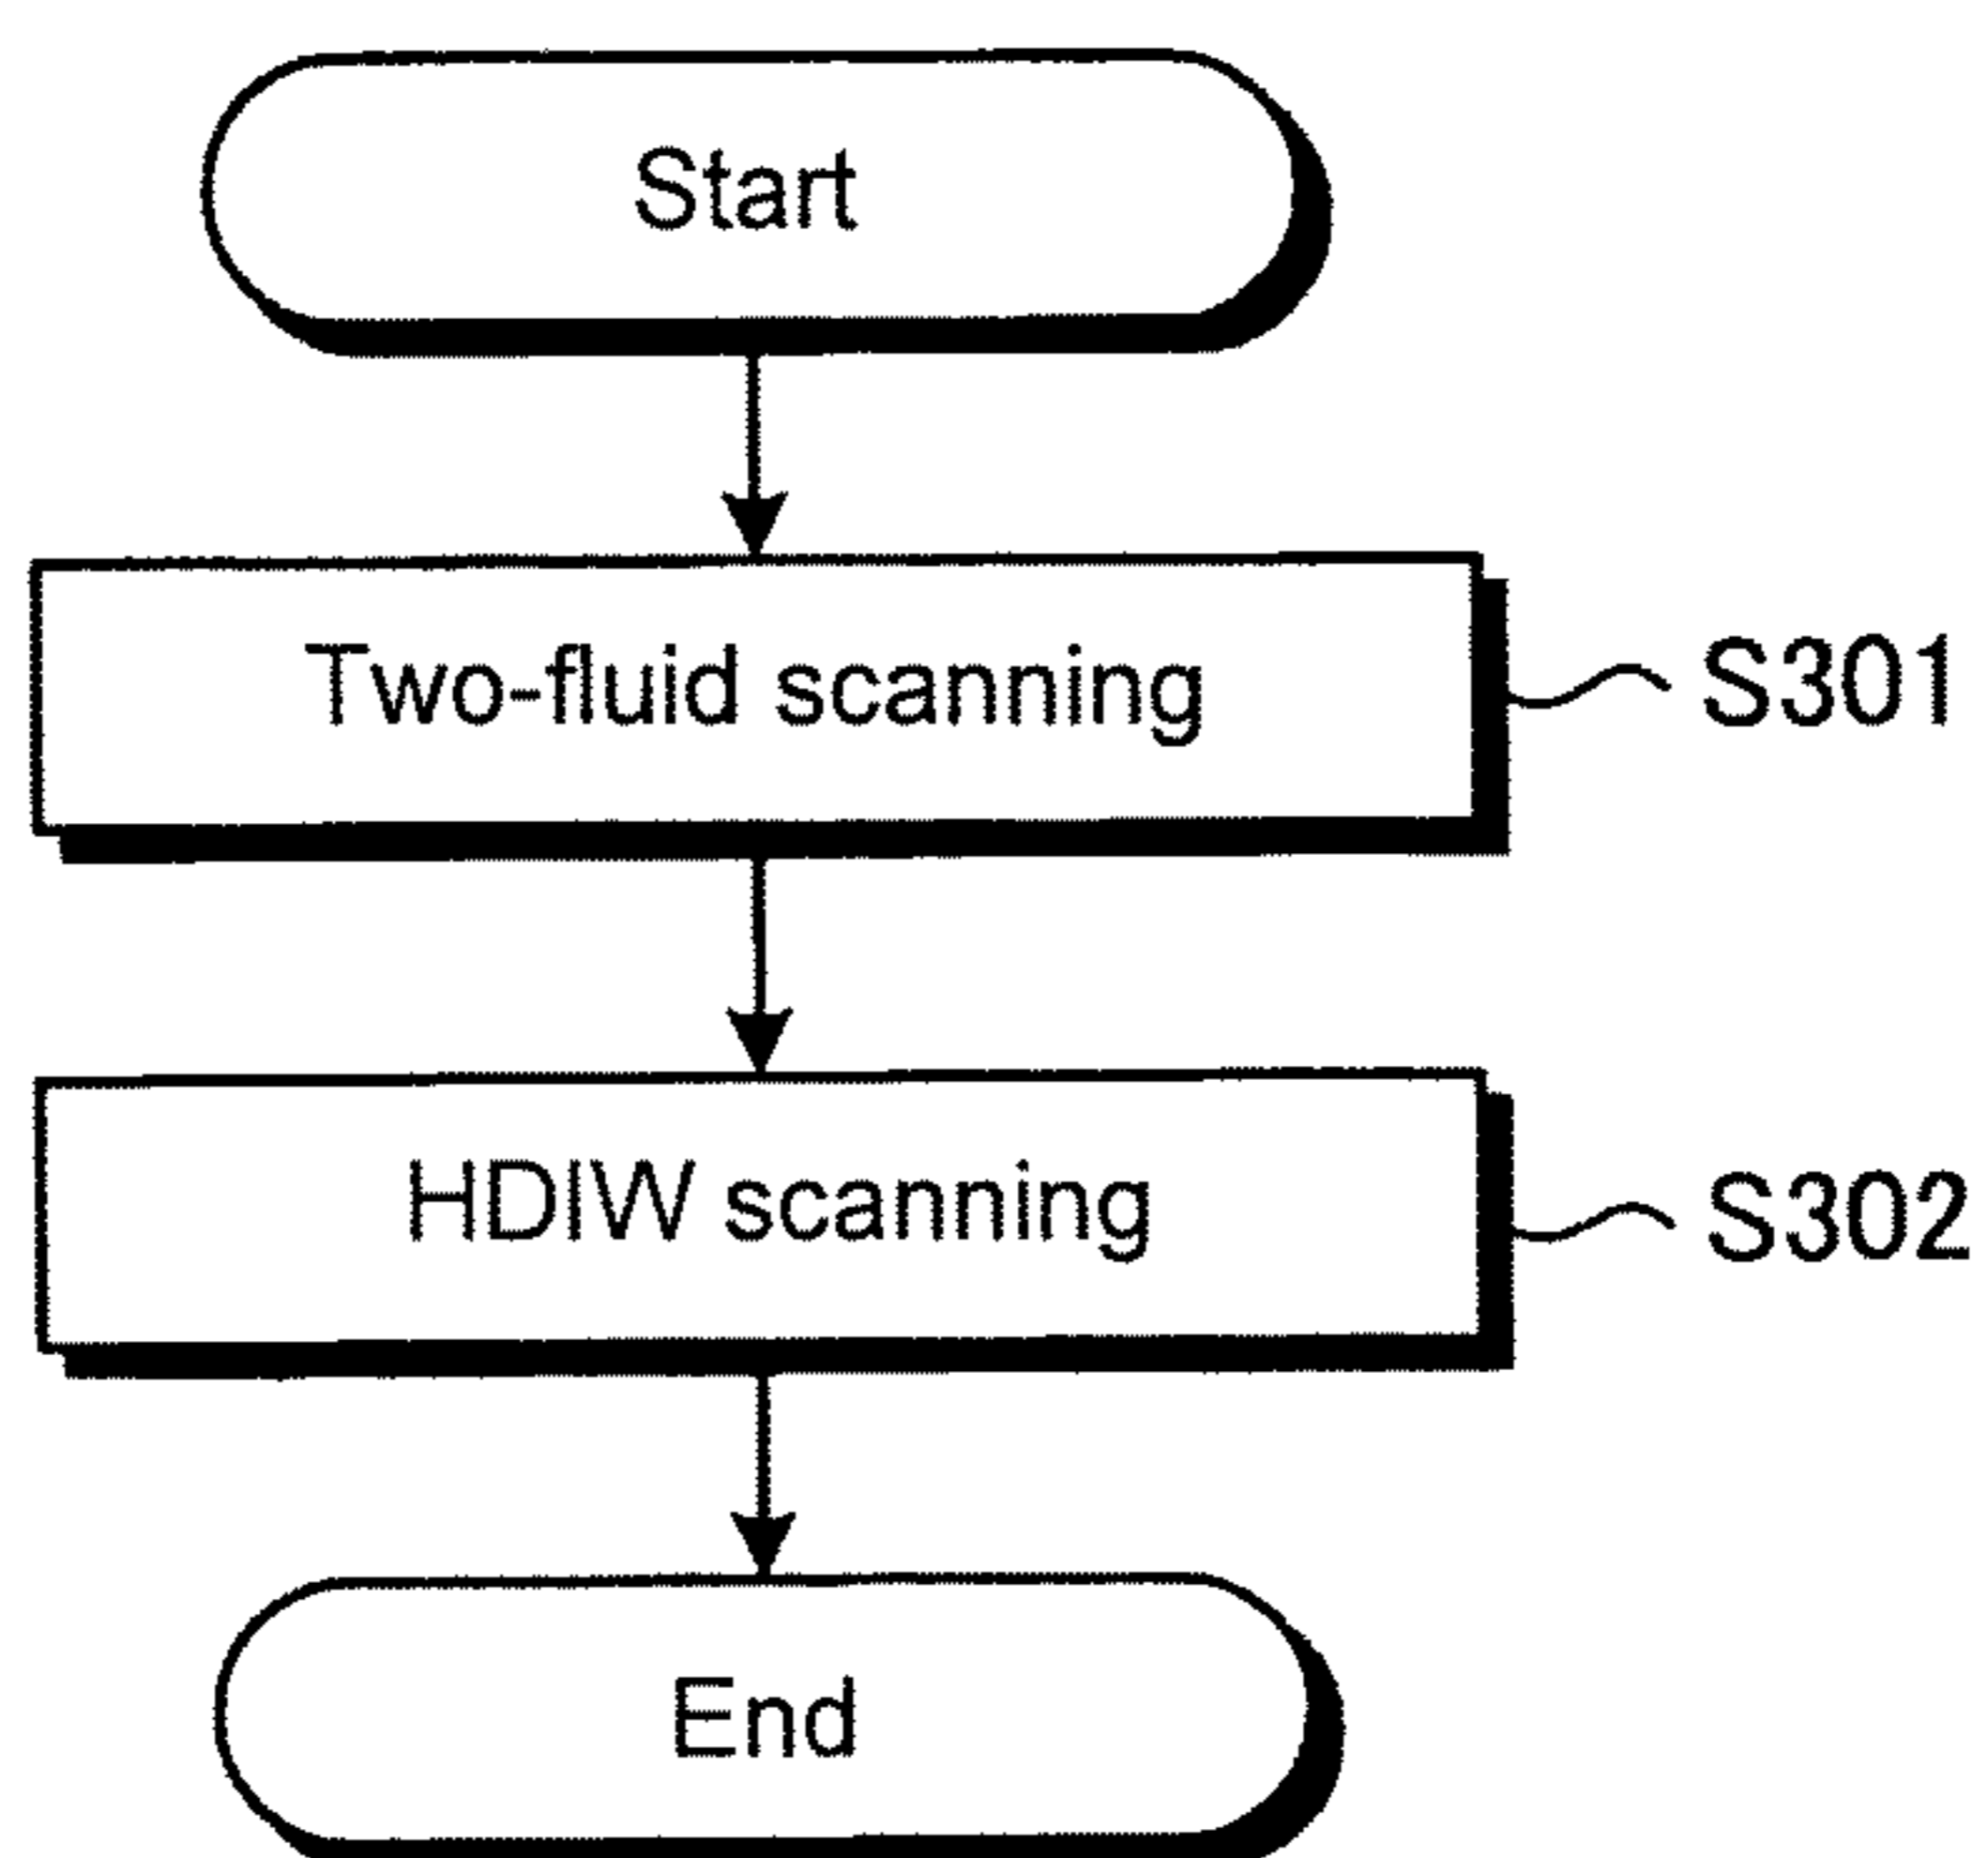 Start
Two-fluid scanning
S301
HDIW scanning
S302
End